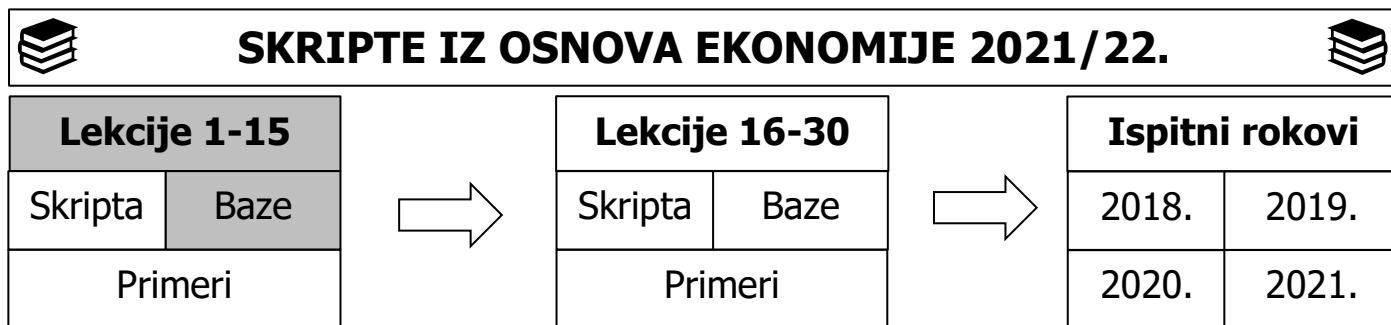 SKRIPTE IZ OSNOVA EKONOMIJE 2021/22.
Lekcije 1-15
Skripta Baze
Primeri
Lekcije 16-30
Skripta Baze
Primeri
Ispitni rokovi
2018. 2019.
2020. 2021.